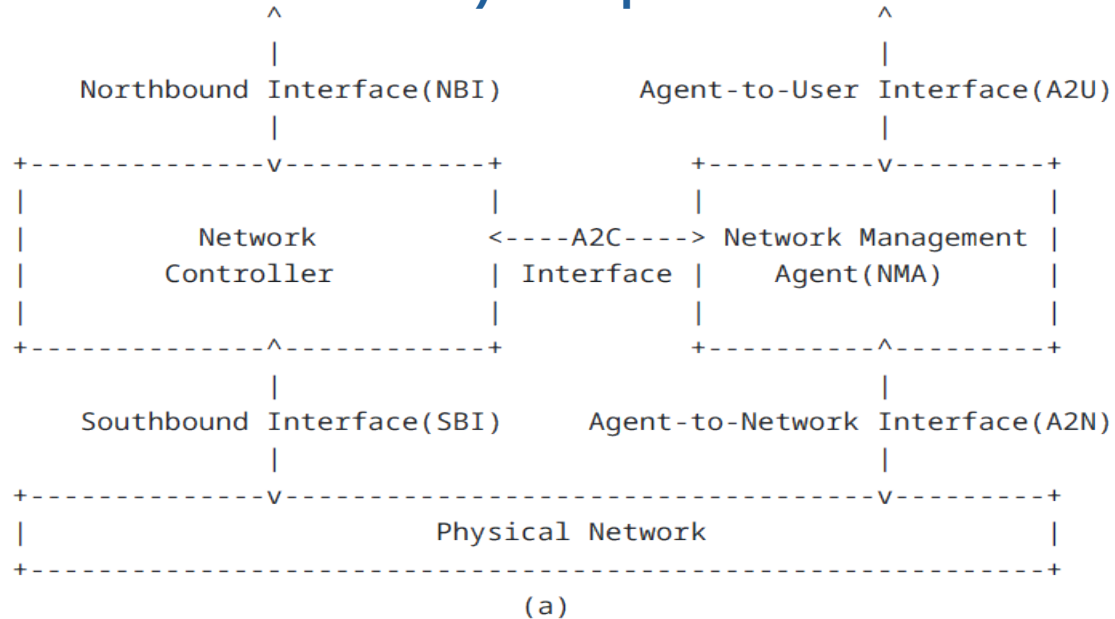 Northbound Interface(NBI) Agent-to-User Interface(A2U)
Network <----A2C----> Network Management
Controller Interface Agent(NMA)
Southbound Interface(SBI) Agent-to-Network Interface(A2N)
Physical Network
(a)